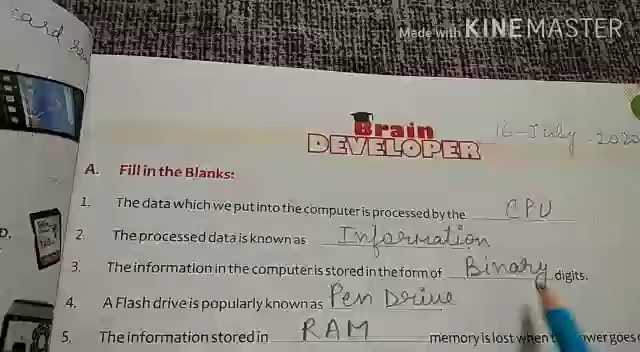 Made with KINEMASTER
card
Brain
DEVELOPER
16-July-2020
A. Fill in the Blanks:
1. The data which we put into the computer is processed by the CPU
2. The processed data is known as Information
3. The information in the computer is stored in the form of Binary digits.
D,
4. A Flash drive is popularly known as Pen Drive
5. The information stored in RAM memory is lost when ower goes